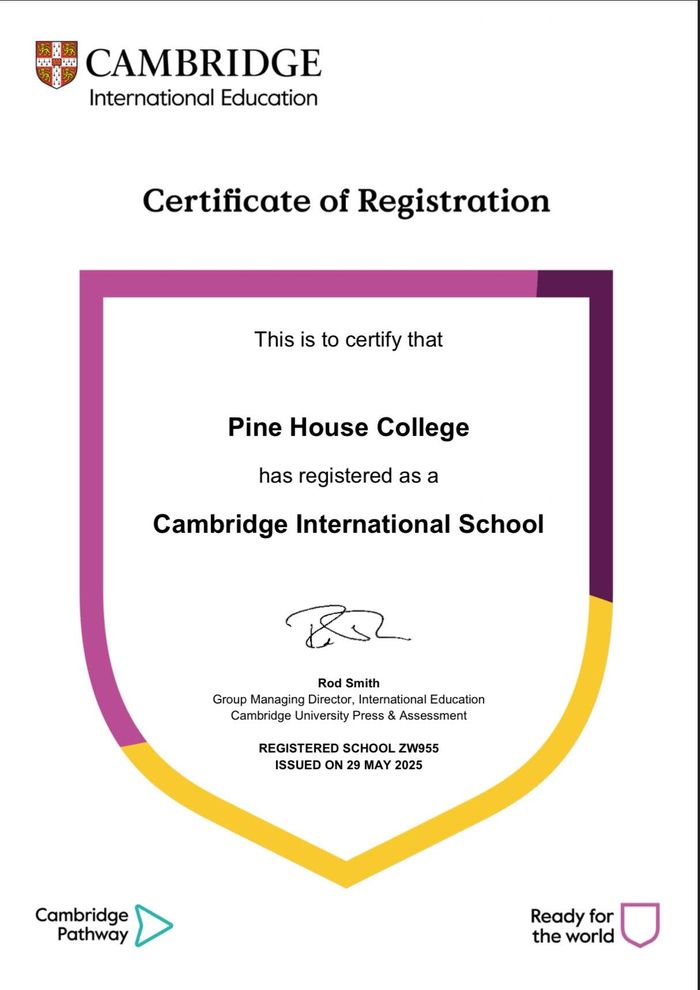 CAMBRIDGE
International Education
Certificate of Registration
This is to certify that
Pine House College
has registered as a
Cambridge International School
Rod Smith
Group Managing Director, International Education
Cambridge University Press & Assessment
REGISTERED SCHOOL ZW955
ISSUED ON 29 MAY 2025
Cambridge
Pathway
Ready for
the world